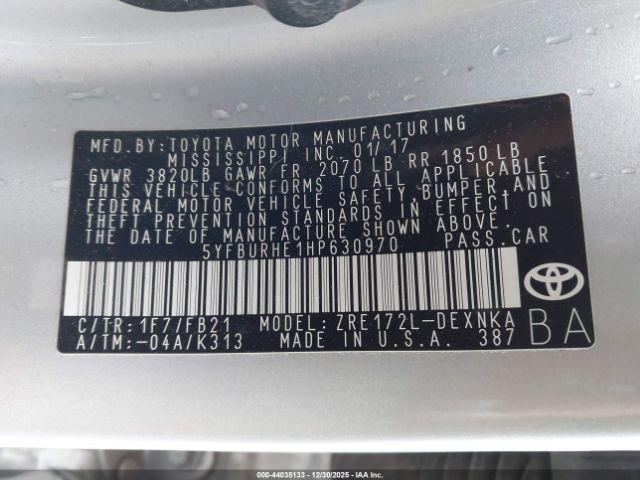 MFD.BY:TOYOTA MOTOR MANUFACTURING
MISSISSIPPI INC. 01/17
GVWR 3820LB GAWR FR 2070 LB RR 1850 LB
THIS VEHICLE CONFORMS TO ALL APPLICABLE
FEDERAL MOTOR VEHICLE SAFETY,BUMPER,AND
THEFT PREVENTION STANDARDS IN EFFECT ON
THE DATE OF MANUFACTURE SHOWN ABOVE.
5YFBURHE1HP630970 PASS.CAR
C/TR:1F7/FB21 MODEL:ZRE172L-DEXNKA
A/TM:-04A/K313 MADE IN U.S.A. 387
BA
000-44035133 - 12/30/2025 - IAA, Inc.